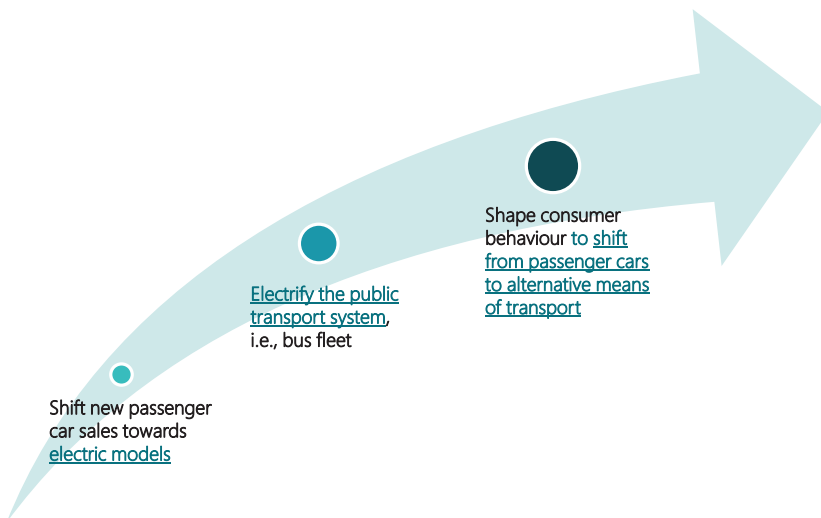 Shape consumer
behaviour to shift
from passenger cars
to alternative means
of transport
Electrify the public
transport system,
i.e., bus fleet
Shift new passenger
car sales towards
electric models